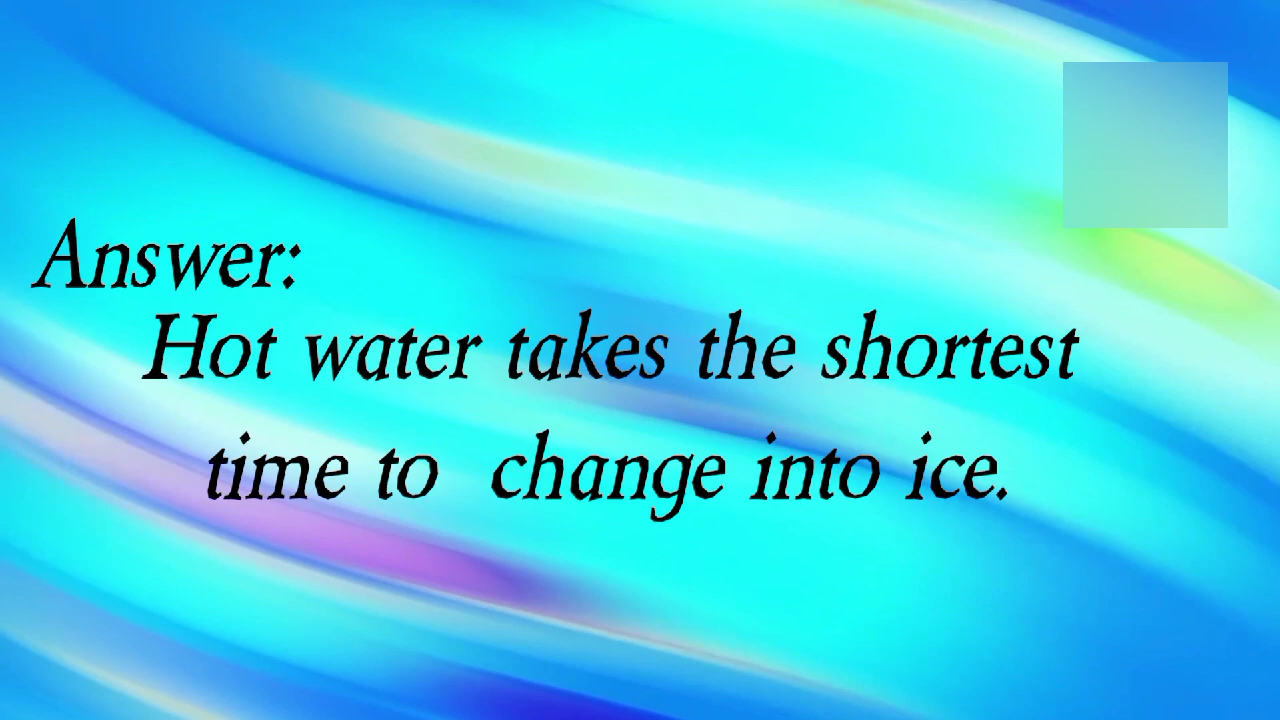 Answer:
Hot water takes the shortest
time to change into ice.